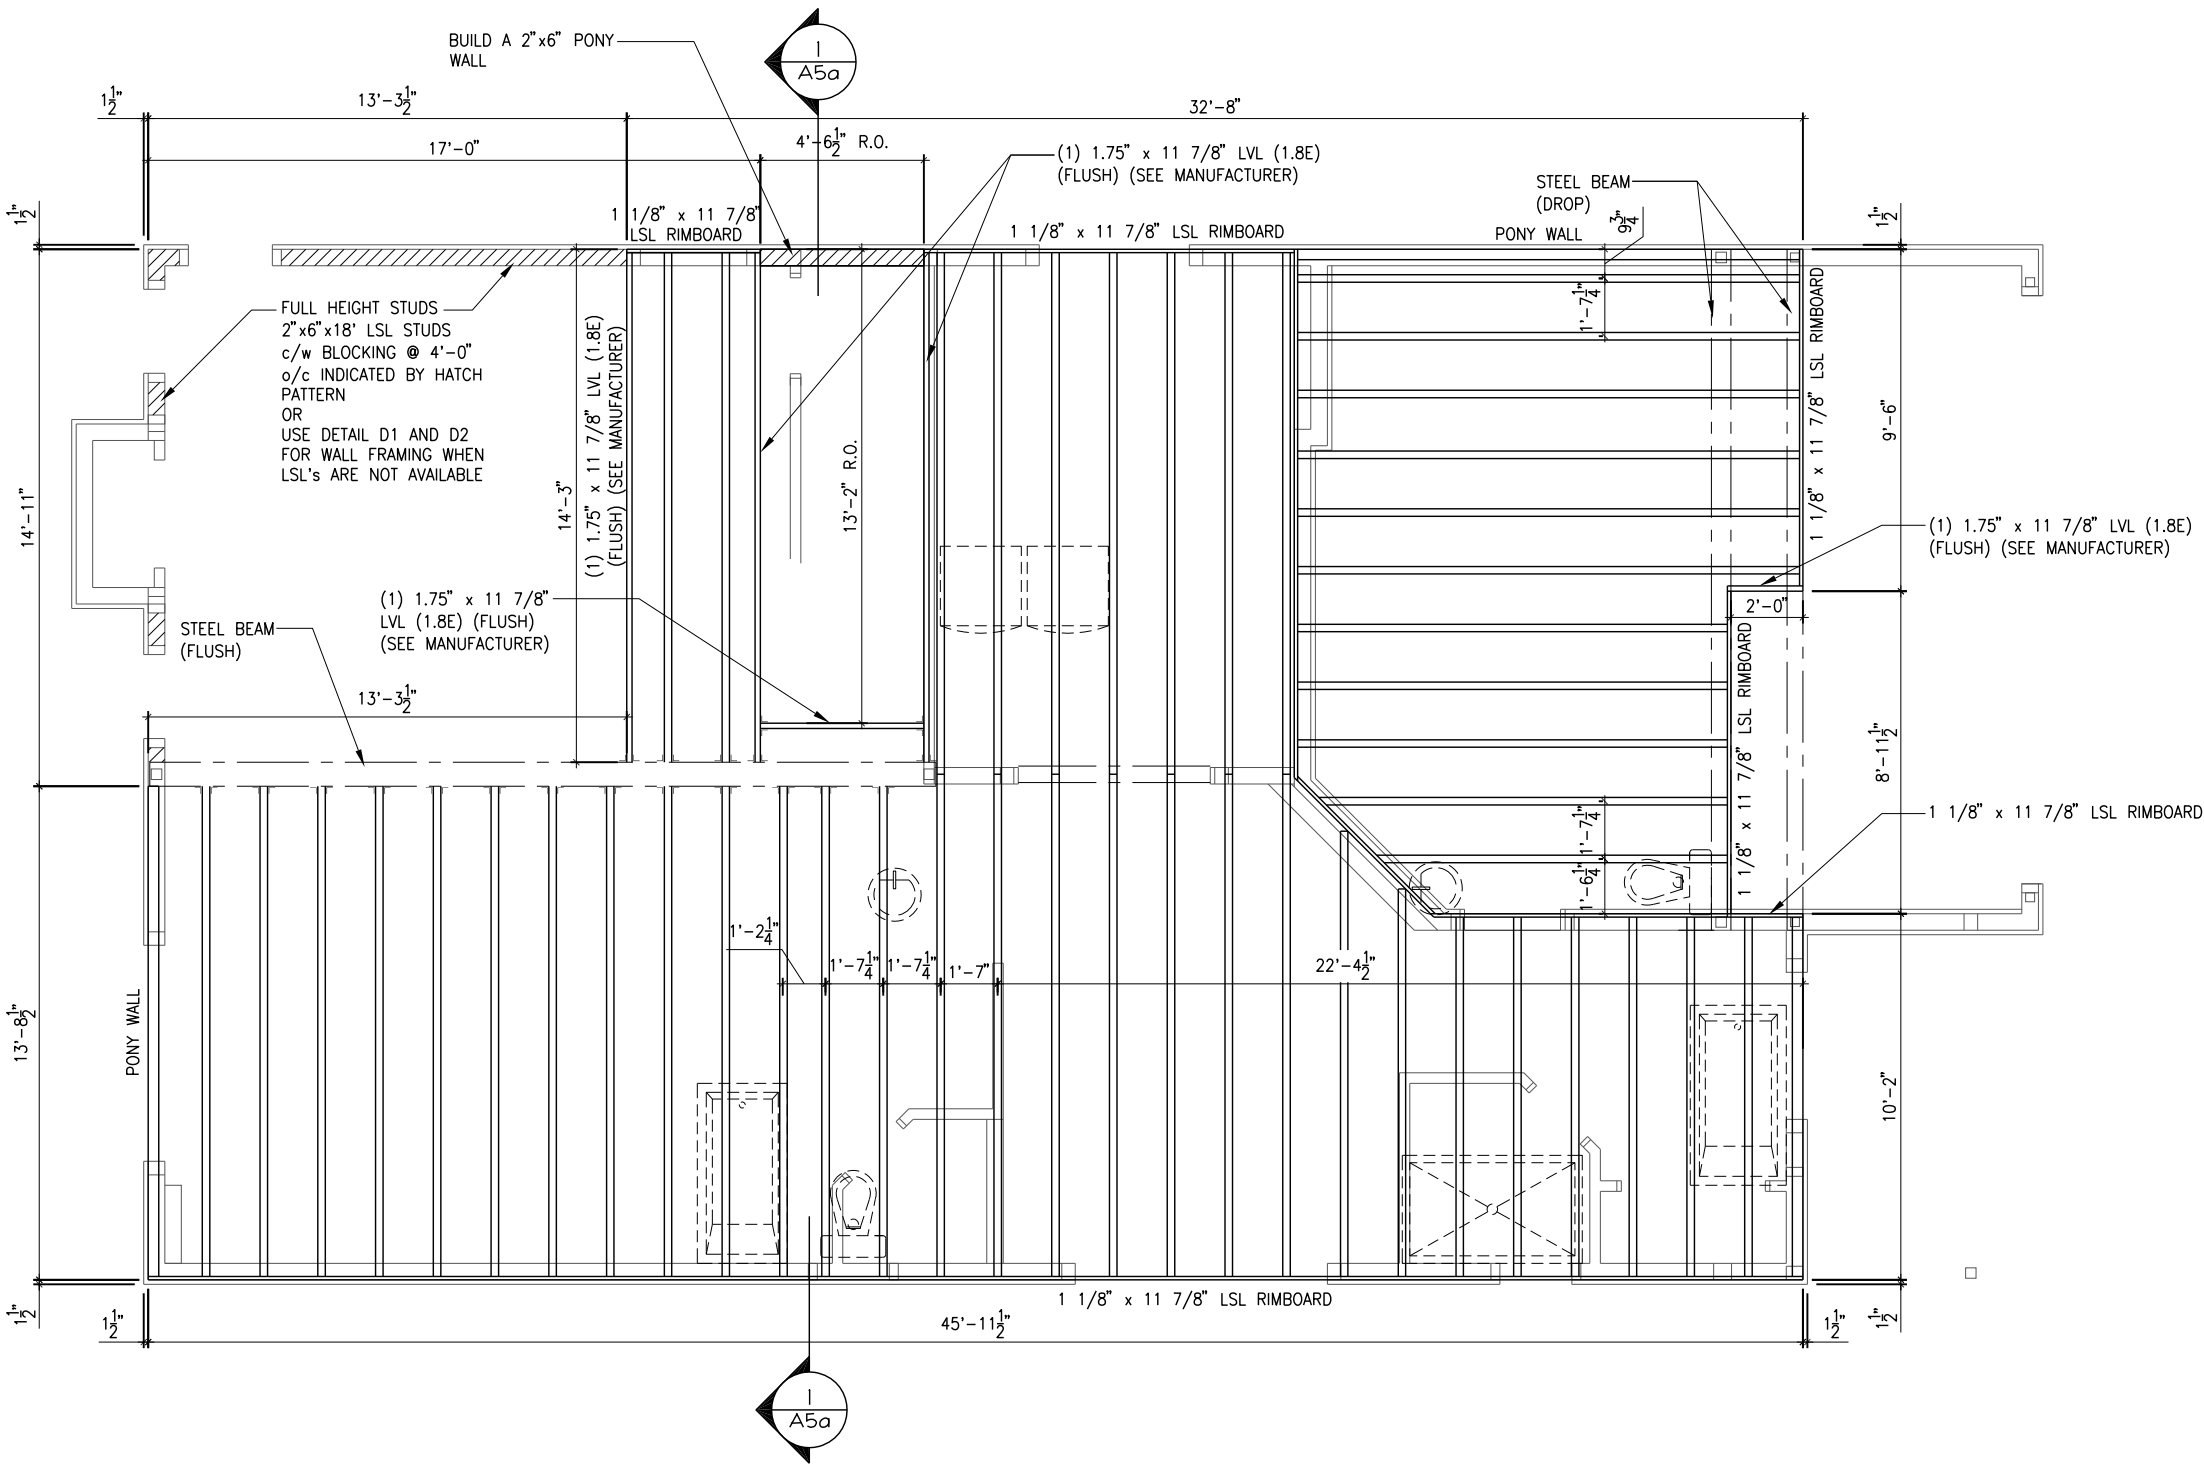 BUILD A 2"x6" PONY
WALL
1
A5a
1 1/2"
13'-3 1/2"
32'-8"
17'-0"
4'-6 1/2" R.O.
(1) 1.75" x 11 7/8" LVL (1.8E)
(FLUSH) (SEE MANUFACTURER)
STEEL BEAM
(DROP)
9 3/4"
1 1/2"
1 1/2"
1 1/8" x 11 7/8"
LSL RIMBOARD
1 1/8" x 11 7/8" LSL RIMBOARD
PONY WALL
FULL HEIGHT STUDS
2"x6"x18' LSL STUDS
c/w BLOCKING @ 4'-0"
o/c INDICATED BY HATCH
PATTERN
OR
USE DETAIL D1 AND D2
FOR WALL FRAMING WHEN
LSL's ARE NOT AVAILABLE
(1) 1.75" x 11 7/8" LVL (1.8E)
(FLUSH) (SEE MANUFACTURER)
14'-3"
13'-2" R.O.
1'-7 1/4"
1 1/8" x 11 7/8" LSL RIMBOARD
9'-6"
14'-11"
(1) 1.75" x 11 7/8" LVL (1.8E)
(FLUSH) (SEE MANUFACTURER)
(1) 1.75" x 11 7/8"
LVL (1.8E) (FLUSH)
(SEE MANUFACTURER)
STEEL BEAM
(FLUSH)
2'-0"
13'-3 1/2"
1 1/8" x 11 7/8" LSL RIMBOARD
8'-11 1/2"
1 1/8" x 11 7/8" LSL RIMBOARD
1'-7 1/4"
1'-6 1/4"
1'-2 1/4"
1'-7 1/4"
1'-7 1/4"
1'-7"
22'-4 1/2"
PONY WALL
13'-8 1/2"
10'-2"
1 1/8" x 11 7/8" LSL RIMBOARD
1 1/2"
1 1/2"
45'-11 1/2"
1 1/2"
1 1/2"
1
A5a